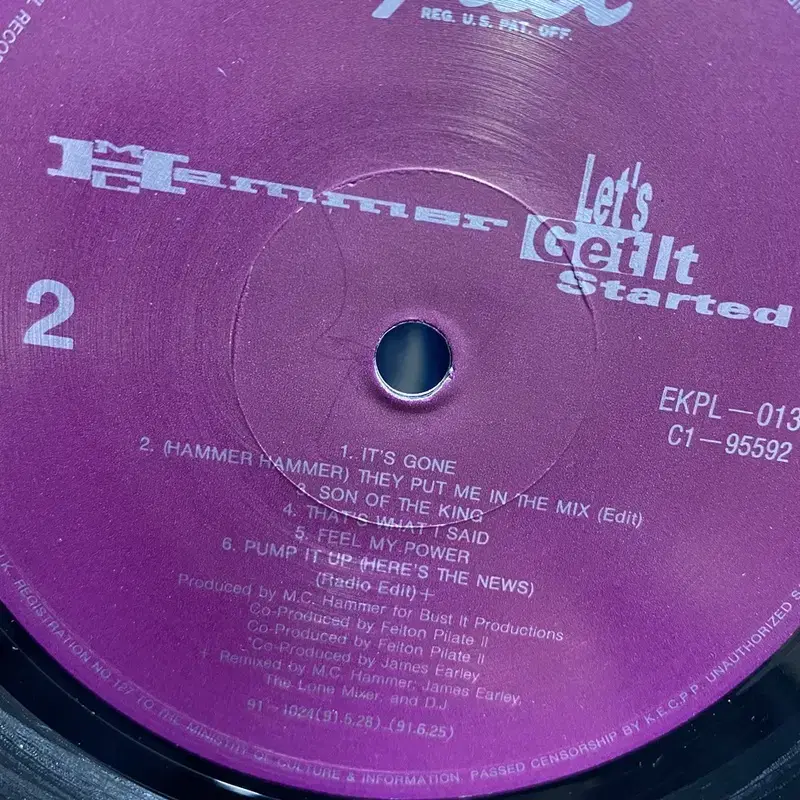 REG. U.S. PAT. OFF.
MC Hammer
Let's
Get It
Started
2
EKPL-013
C1-95592
1. IT'S GONE
2. (HAMMER HAMMER) THEY PUT ME IN THE MIX (Edit)
3. SON OF THE KING
4. THAT'S WHAT I SAID
5. FEEL MY POWER
6. PUMP IT UP (HERE'S THE NEWS)
(Radio Edit)+
Produced by M.C. Hammer for Bust It Productions
Co-Produced by Felton Pilate II
Co-Produced by Felton Pilate II
*Co-Produced by James Earley
+ Remixed by M.C. Hammer, James Earley,
The Lone Mixer, and D.J
91-1024(91.5.28).(91.6.25)
U.K. REGISTRATION NO.127 TO THE MINISTRY OF CULTURE & INFORMATION PASSED CENSORSHIP BY K.E.C.P.P. UNAUTHORIZED